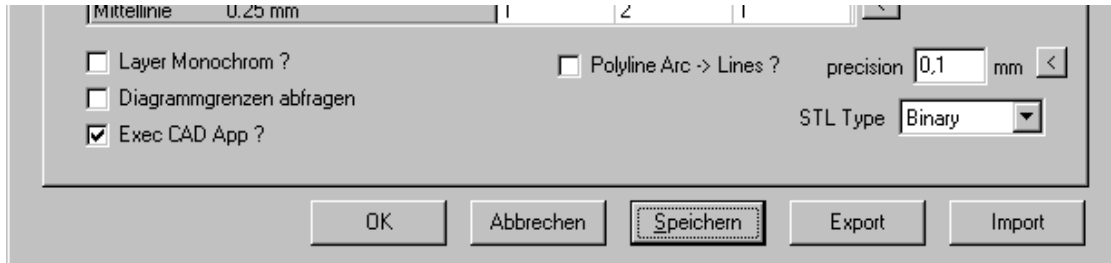 Mittellinie 0.25 mm 1 2 1 <
Layer Monochrom ? Polyline Arc -> Lines ? precision 0,1 mm <
Diagrammgrenzen abfragen
STL Type Binary
Exec CAD App ?
OK Abbrechen Speichern Export Import